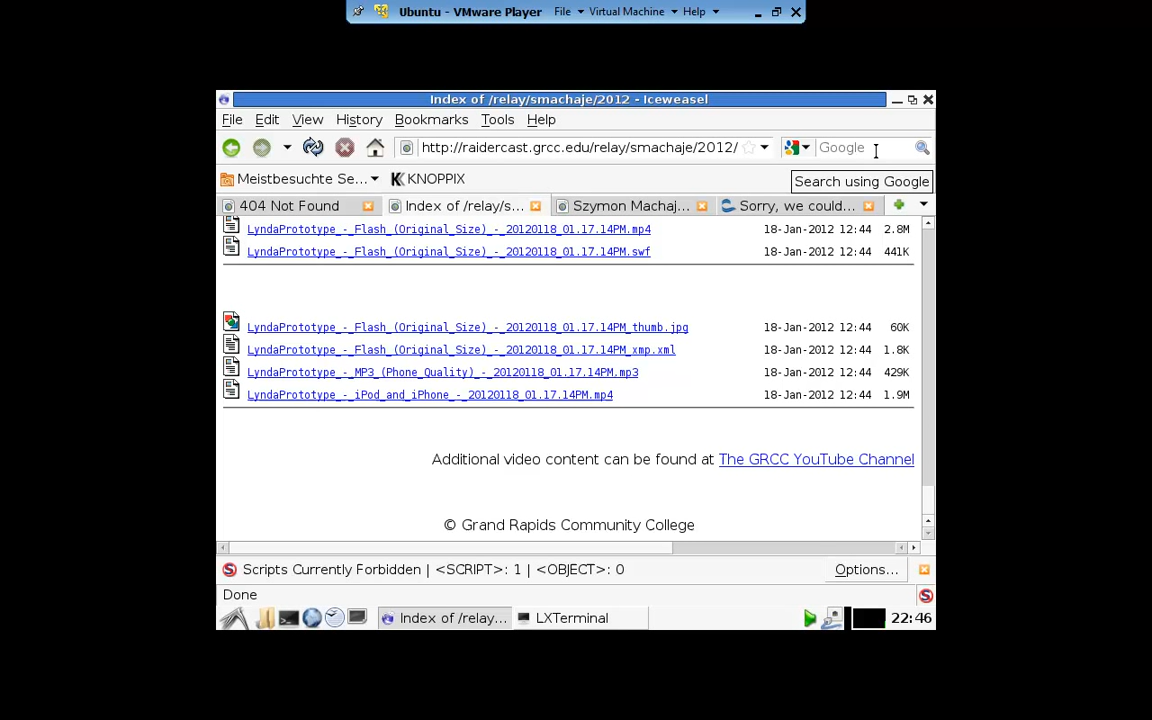 Ubuntu - VMware Player File Virtual Machine Help
Index of /relay/smachaje/2012 - Iceweasel
File Edit View History Bookmarks Tools Help
http://raidercast.grcc.edu/relay/smachaje/2012/ Google
Meistbesuchte Se... KNOPPIX Search using Google
404 Not Found Index of /relay/s... Szymon Machaj... Sorry, we could...
LyndaPrototype_-_Flash_(Original_Size)_-_20120118_01.17.14PM.mp4 18-Jan-2012 12:44 2.8M
LyndaPrototype_-_Flash_(Original_Size)_-_20120118_01.17.14PM.swf 18-Jan-2012 12:44 441K
LyndaPrototype_-_Flash_(Original_Size)_-_20120118_01.17.14PM_thumb.jpg 18-Jan-2012 12:44 60K
LyndaPrototype_-_Flash_(Original_Size)_-_20120118_01.17.14PM_xmp.xml 18-Jan-2012 12:44 1.8K
LyndaPrototype_-_MP3_(Phone_Quality)_-_20120118_01.17.14PM.mp3 18-Jan-2012 12:44 429K
LyndaPrototype_-_iPod_and_iPhone_-_20120118_01.17.14PM.mp4 18-Jan-2012 12:44 1.9M
Additional video content can be found at The GRCC YouTube Channel
© Grand Rapids Community College
Scripts Currently Forbidden | <SCRIPT>: 1 | <OBJECT>: 0 Options...
Done
Index of /relay... LXTerminal 22:46